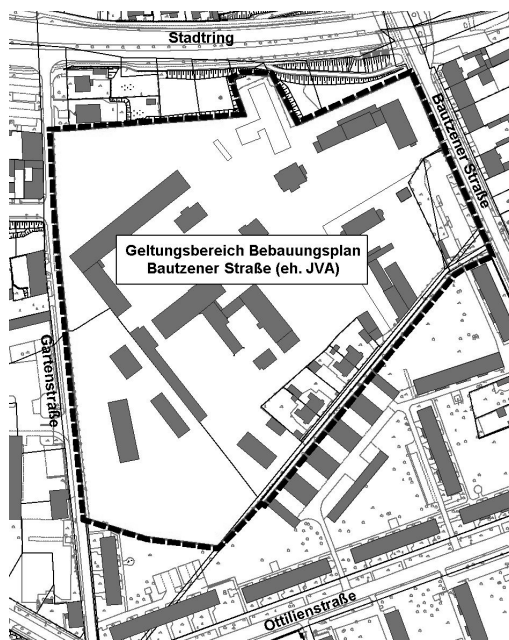 Stadtring
Bautzener Straße
Geltungsbereich Bebauungsplan
Bautzener Straße (eh. JVA)
Gartenstraße
Ottilienstraße